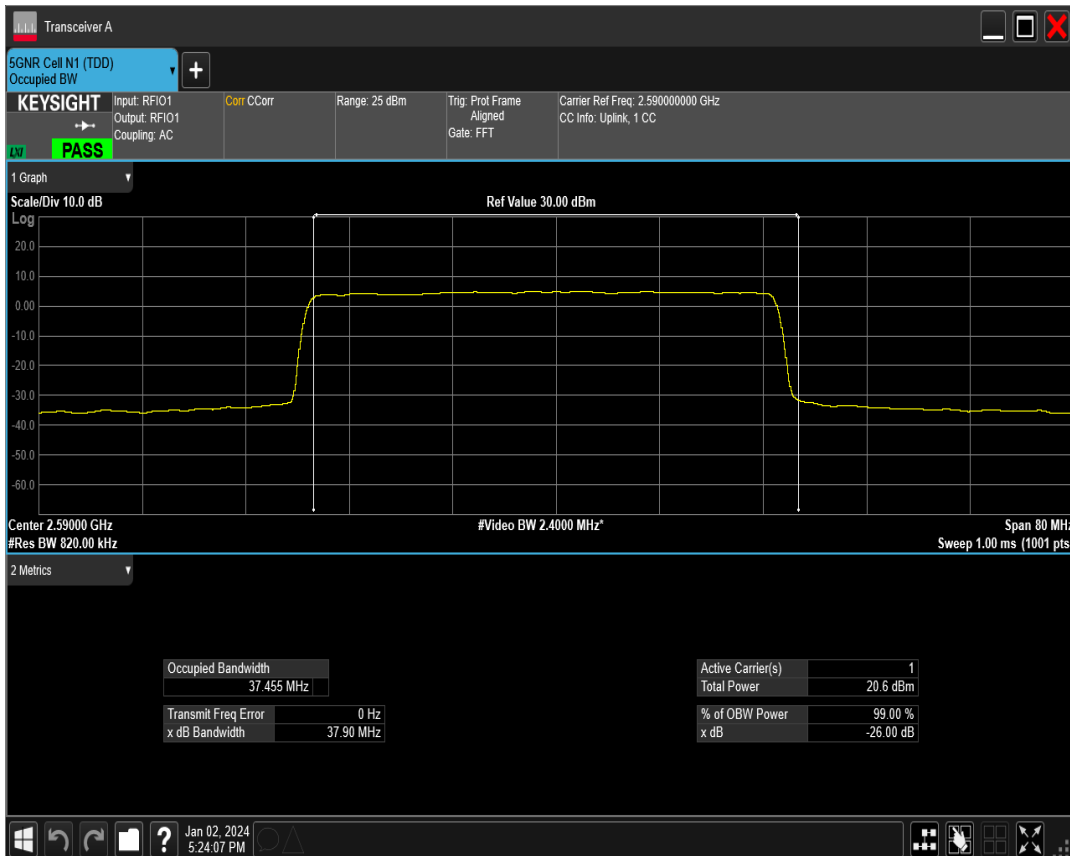 Transceiver A
5GNR Cell N1 (TDD)
Occupied BW
+
KEYSIGHT
LXI
PASS
Input: RFIO1
Output: RFIO1
Coupling: AC
Corr CCorr
Range: 25 dBm
Trig: Prot Frame
Aligned
Gate: FFT
Carrier Ref Freq: 2.590000000 GHz
CC Info: Uplink, 1 CC
1 Graph
Scale/Div 10.0 dB
Ref Value 30.00 dBm
Log
20.0
10.0
0.00
-10.0
-20.0
-30.0
-40.0
-50.0
-60.0
Center 2.59000 GHz
#Video BW 2.4000 MHz*
Span 80 MHz
#Res BW 820.00 kHz
Sweep 1.00 ms (1001 pts
2 Metrics
Occupied Bandwidth
37.455 MHz
Transmit Freq Error 0 Hz
x dB Bandwidth 37.90 MHz
Active Carrier(s) 1
Total Power 20.6 dBm
% of OBW Power 99.00 %
x dB -26.00 dB
?
Jan 02, 2024
5:24:07 PM